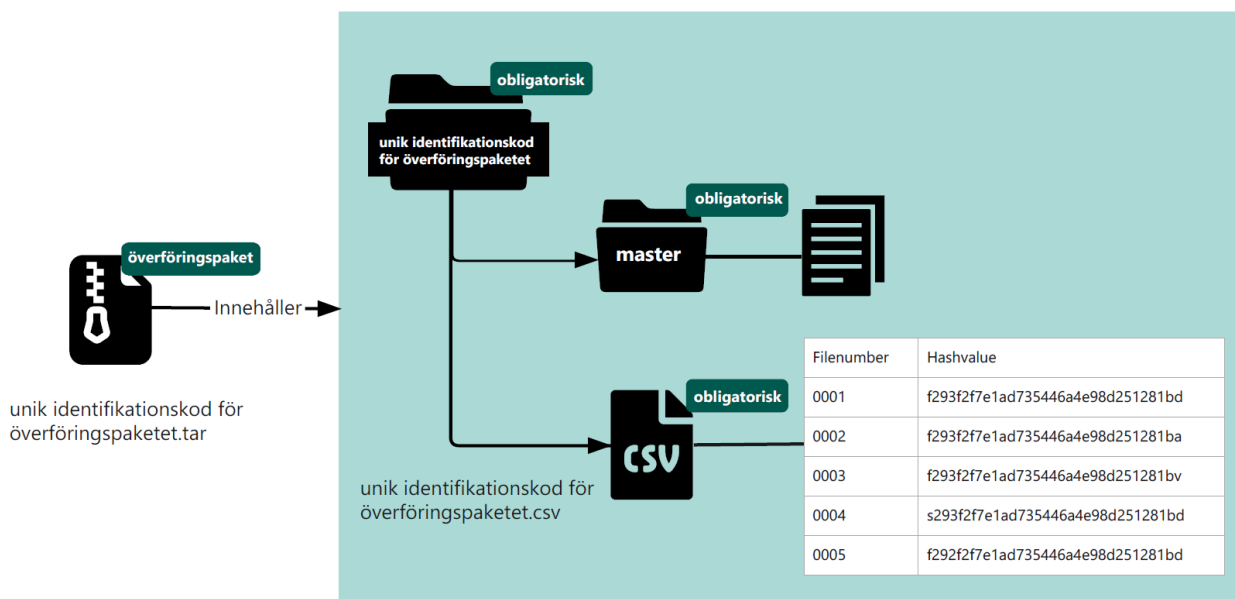 obligatorisk
unik identifikationskod
för överföringspaketet
obligatorisk
master
överföringspaket
Innehåller
unik identifikationskod för
överföringspaketet.tar
obligatorisk
CSV
unik identifikationskod för
överföringspaketet.csv
Filenumber Hashvalue
0001 f293f2f7e1ad735446a4e98d251281bd
0002 f293f2f7e1ad735446a4e98d251281ba
0003 f293f2f7e1ad735446a4e98d251281bv
0004 s293f2f7e1ad735446a4e98d251281bd
0005 f292f2f7e1ad735446a4e98d251281bd